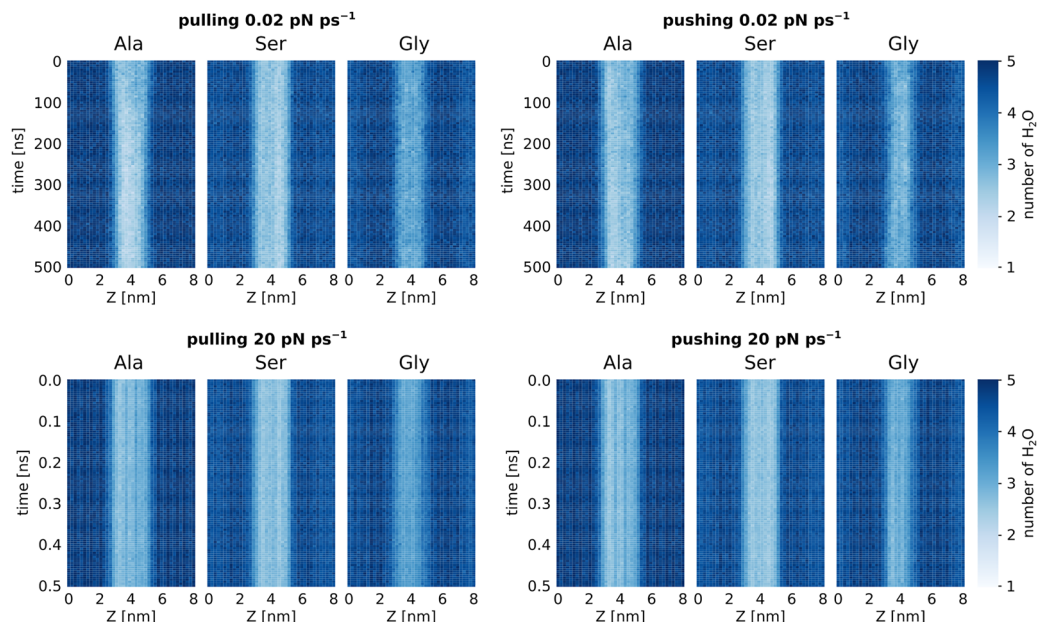 pulling 0.02 pN ps⁻¹
Ala Ser Gly
0
100
200
300
400
500
time [ns]
0 2 4 6 8
0 2 4 6 8
0 2 4 6 8
Z [nm] Z [nm] Z [nm]
pushing 0.02 pN ps⁻¹
Ala Ser Gly
0
100
200
300
400
500
time [ns]
0 2 4 6 8
0 2 4 6 8
0 2 4 6 8
Z [nm] Z [nm] Z [nm]
5
4
3
2
1
number of H₂O
pulling 20 pN ps⁻¹
Ala Ser Gly
0.0
0.1
0.2
0.3
0.4
0.5
time [ns]
0 2 4 6 8
0 2 4 6 8
0 2 4 6 8
Z [nm] Z [nm] Z [nm]
pushing 20 pN ps⁻¹
Ala Ser Gly
0.0
0.1
0.2
0.3
0.4
0.5
time [ns]
0 2 4 6 8
0 2 4 6 8
0 2 4 6 8
Z [nm] Z [nm] Z [nm]
5
4
3
2
1
number of H₂O